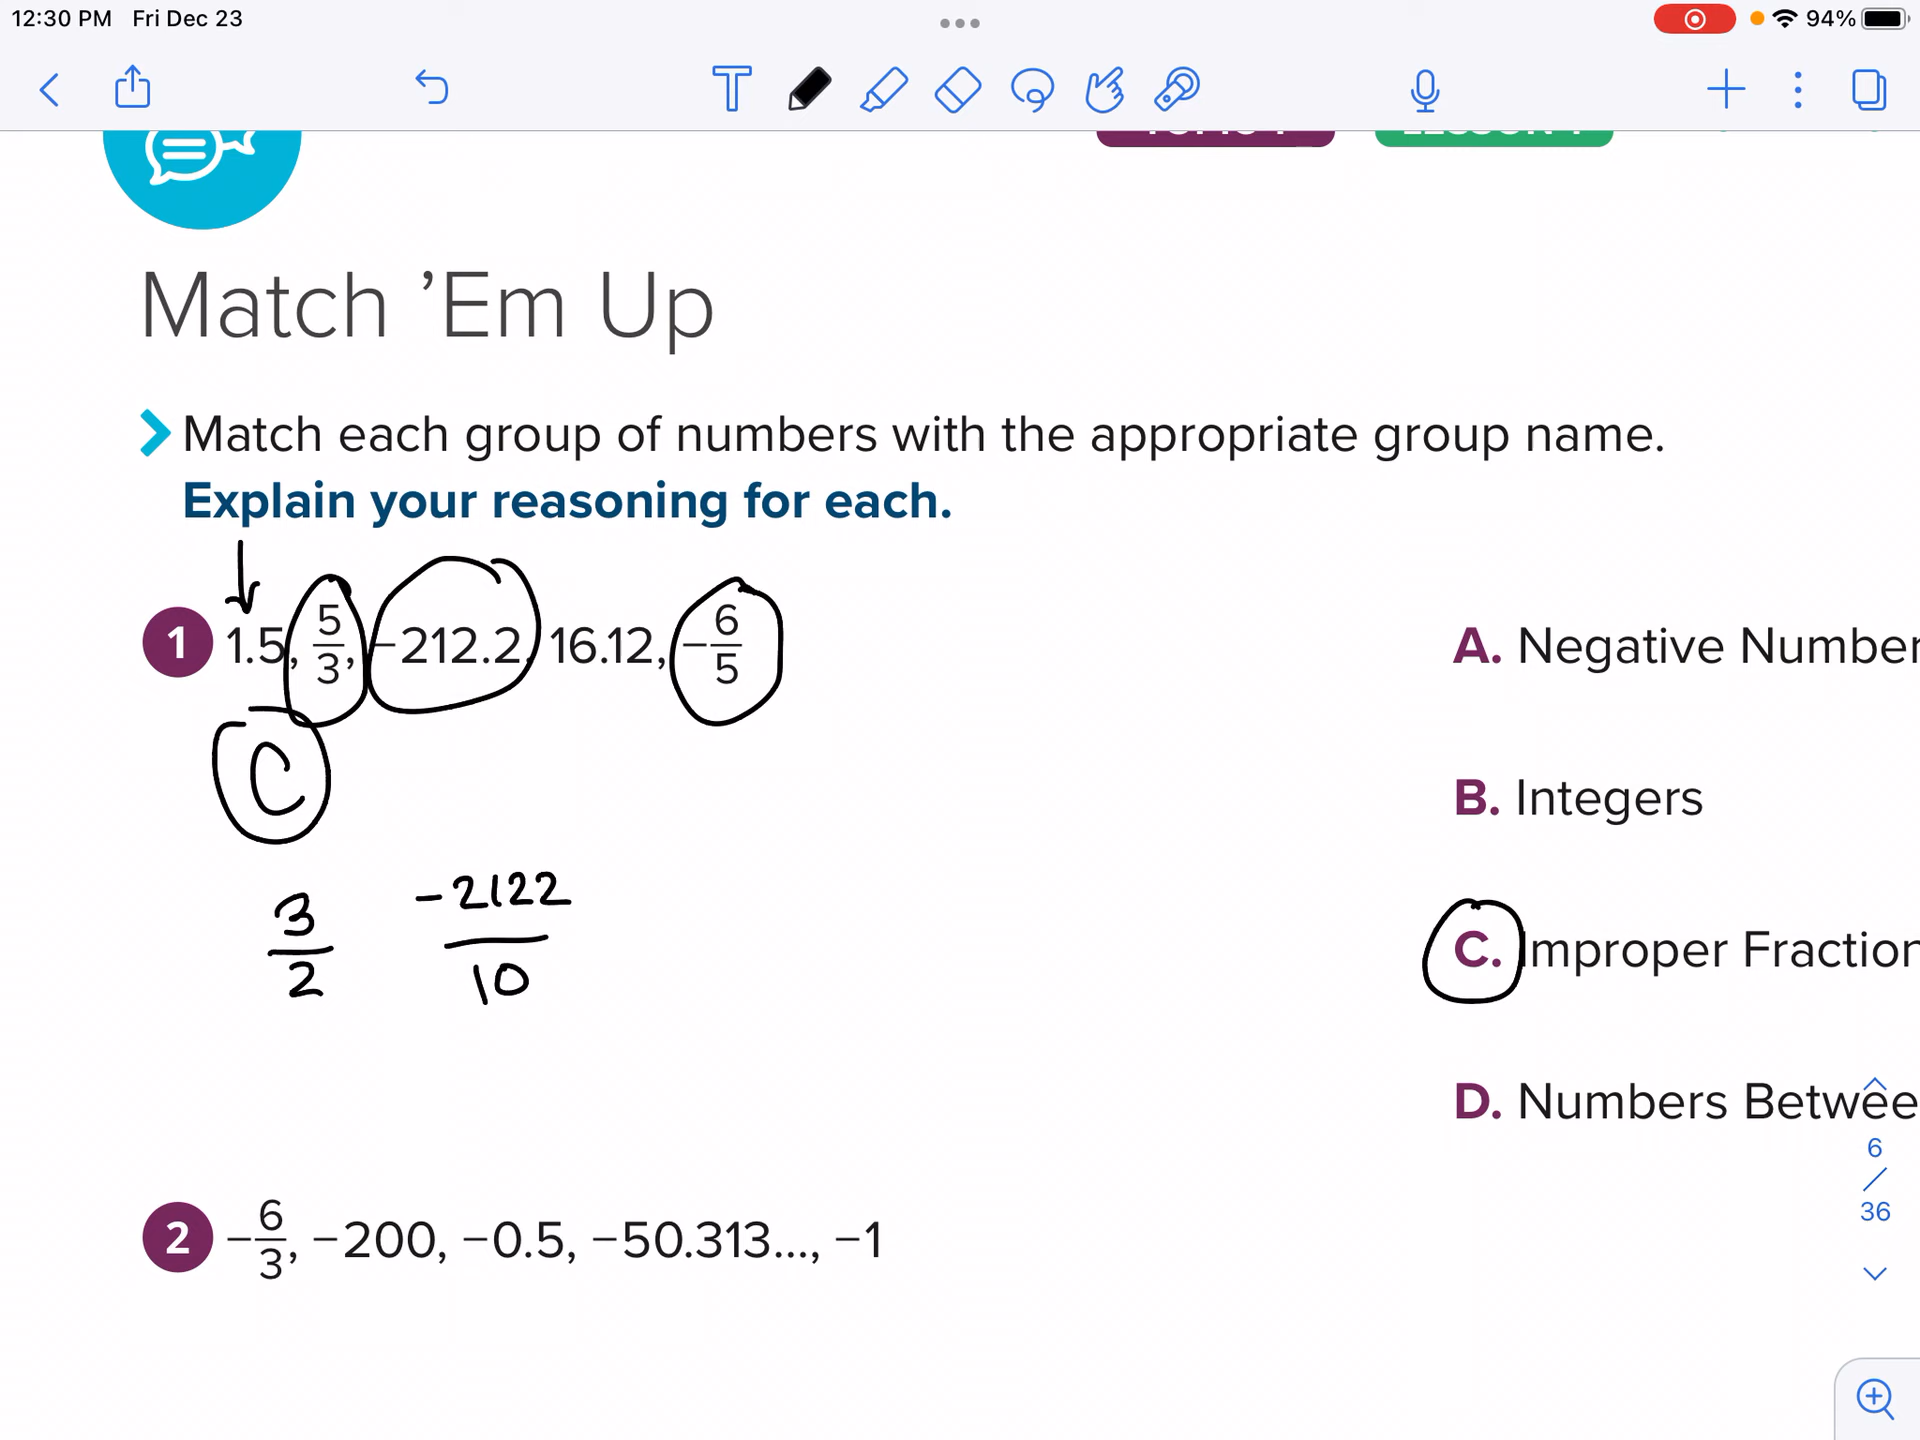 12:30 PM Fri Dec 23
94%
Match ’Em Up
Match each group of numbers with the appropriate group name.
Explain your reasoning for each.
1 1.5, 5/3, −212.2, 16.12, −6/5
C
3/2 -2122/10
A. Negative Number
B. Integers
C. Improper Fraction
D. Numbers Betwee
6
/
36
2 −6/3, −200, −0.5, −50.313..., −1